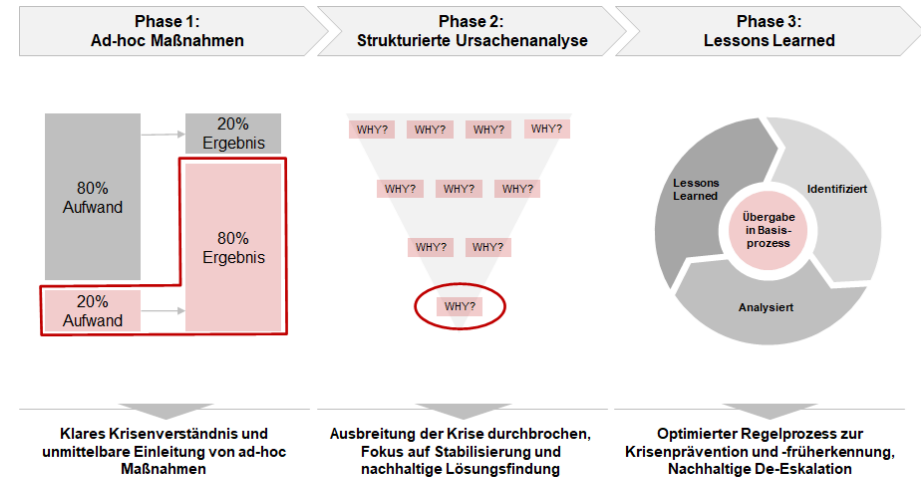 Phase 1:
Ad-hoc Maßnahmen
Phase 2:
Strukturierte Ursachenanalyse
Phase 3:
Lessons Learned
80%
Aufwand
20%
Ergebnis
80%
Ergebnis
20%
Aufwand
WHY? WHY? WHY? WHY?
WHY? WHY? WHY?
WHY? WHY?
WHY?
Lessons
Learned
Identifiziert
Übergabe
in Basis-
prozess
Analysiert
Klares Krisenverständnis und
unmittelbare Einleitung von ad-hoc
Maßnahmen
Ausbreitung der Krise durchbrochen,
Fokus auf Stabilisierung und
nachhaltige Lösungsfindung
Optimierter Regelprozess zur
Krisenprävention und -früherkennung,
Nachhaltige De-Eskalation